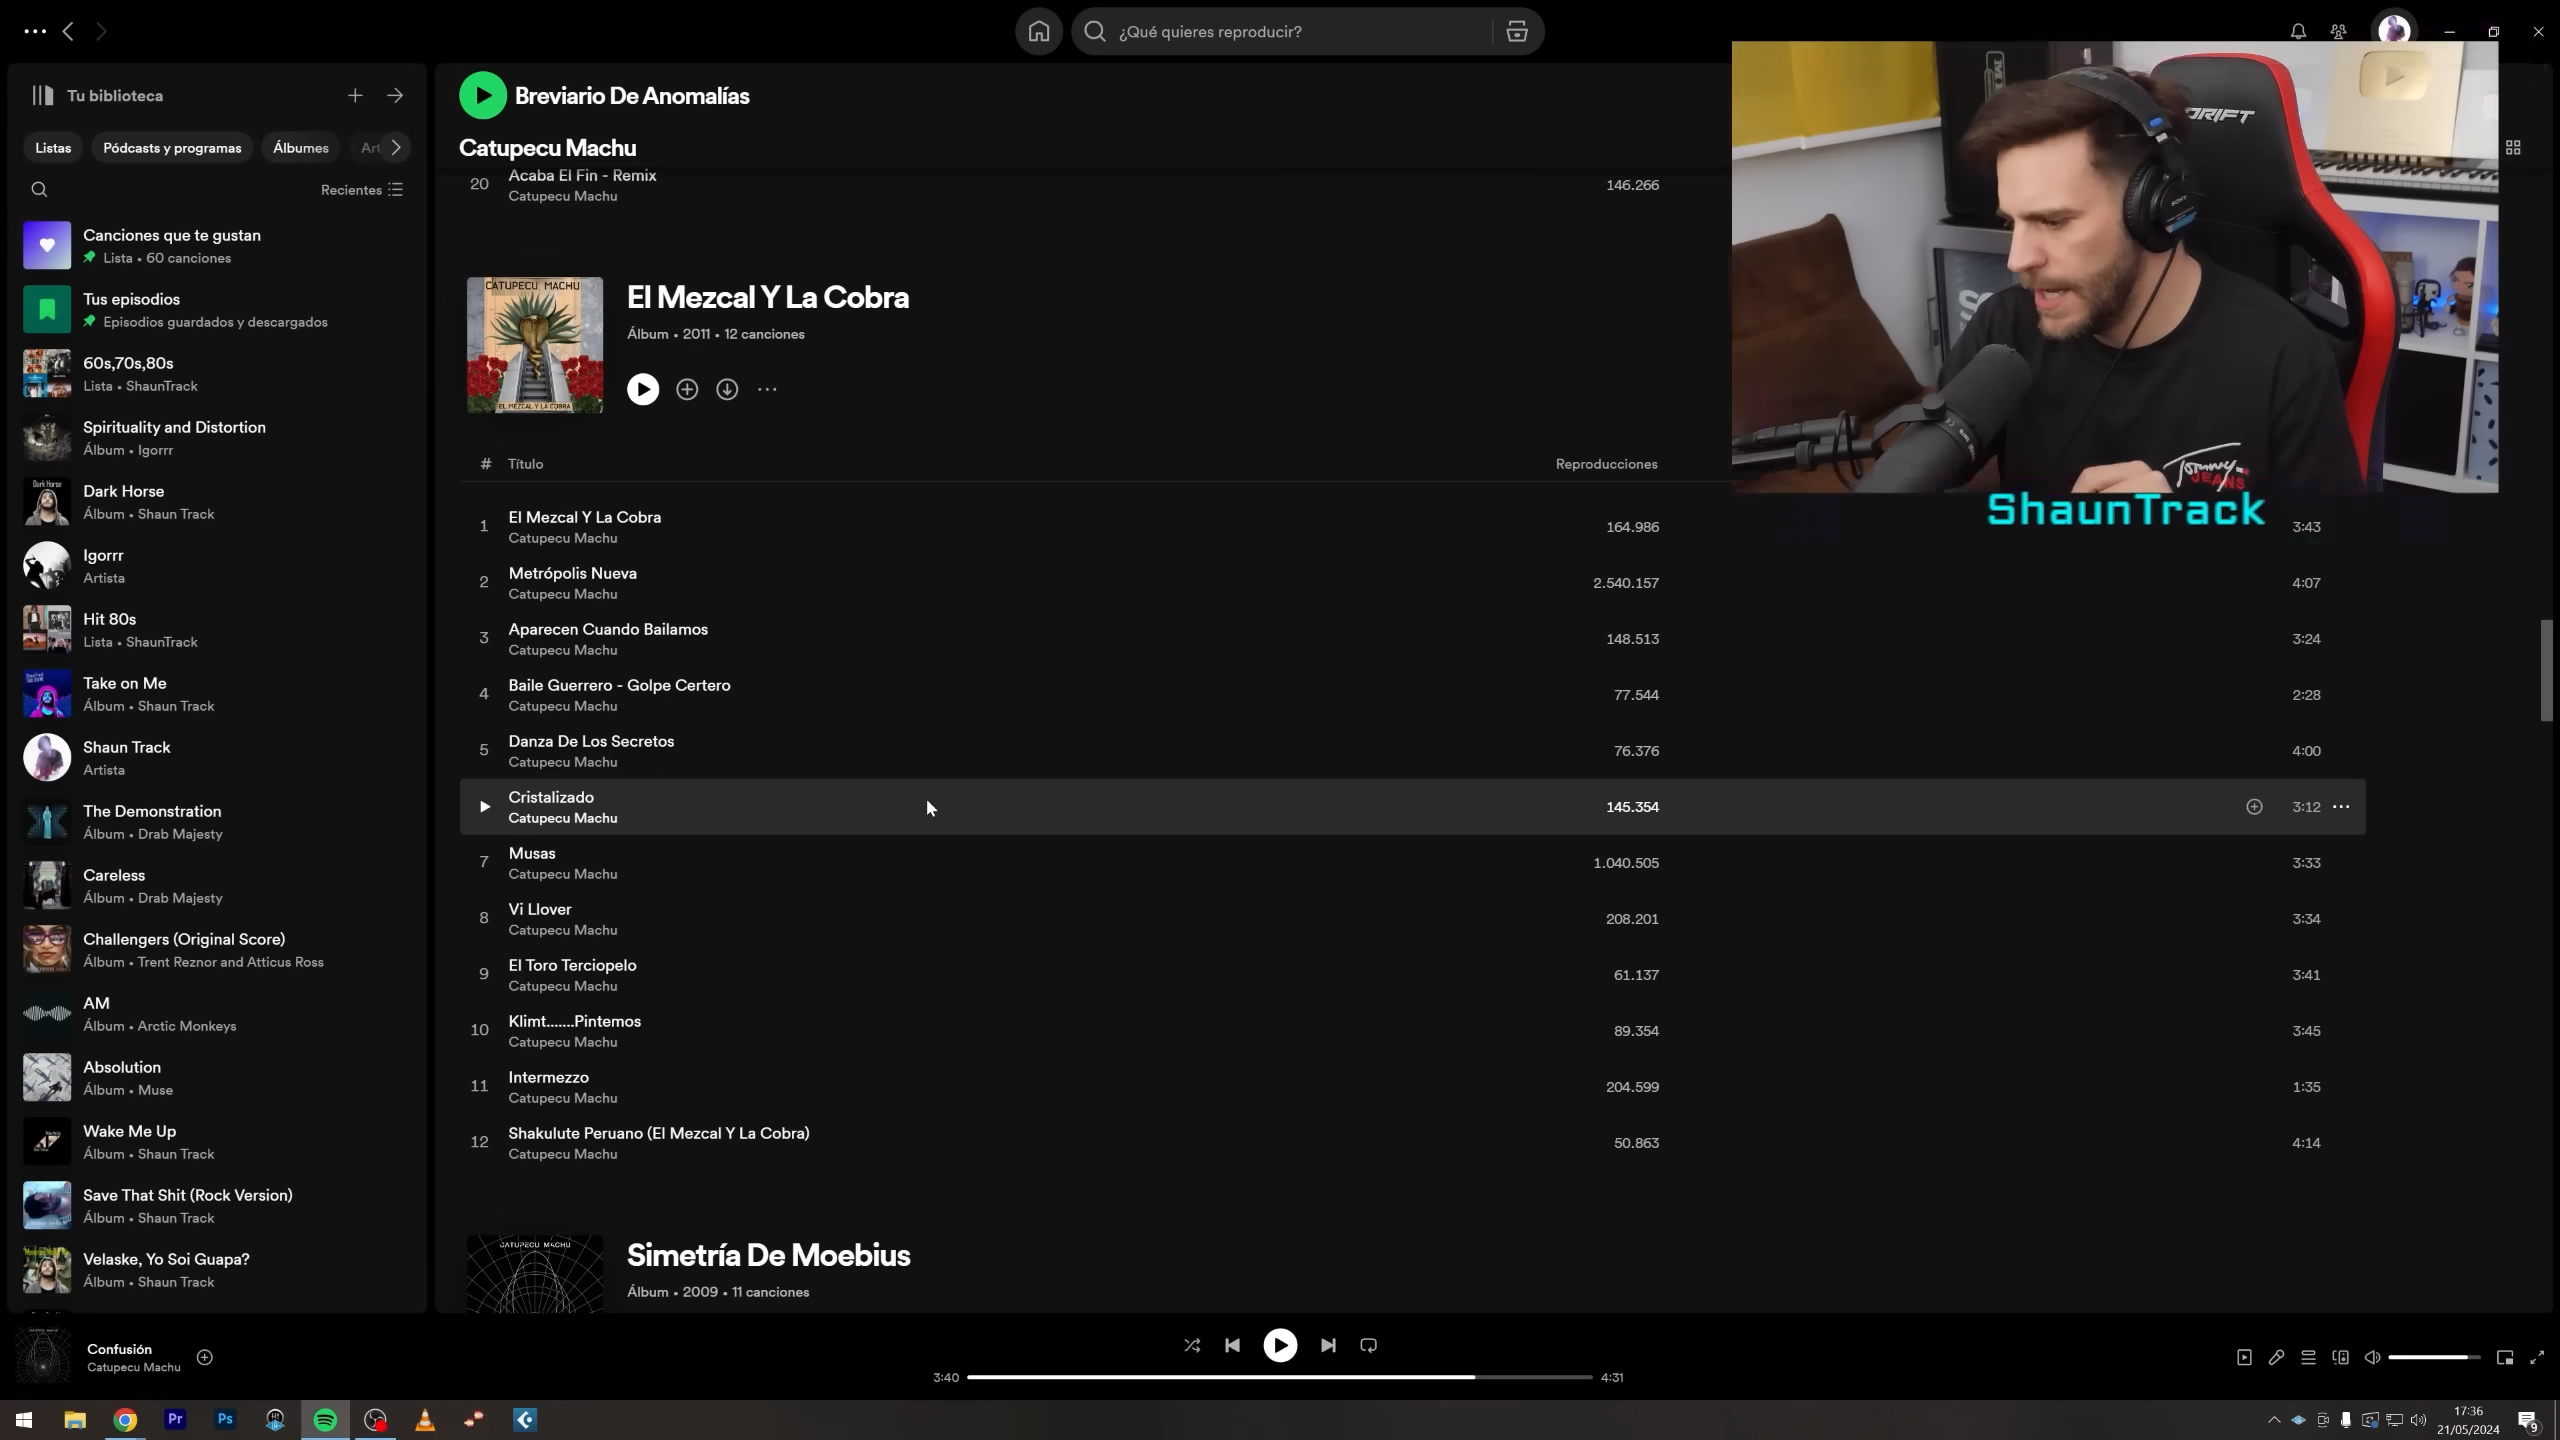 ¿Qué quieres reproducir?
Tu biblioteca
Listas
Pódcasts y programas
Álbumes
Art
Recientes
Canciones que te gustan
Lista • 60 canciones
Tus episodios
Episodios guardados y descargados
60s,70s,80s
Lista • ShaunTrack
Spirituality and Distortion
Álbum • Igorrr
Dark Horse
Álbum • Shaun Track
Igorrr
Artista
Hit 80s
Lista • ShaunTrack
Take on Me
Álbum • Shaun Track
Shaun Track
Artista
The Demonstration
Álbum • Drab Majesty
Careless
Álbum • Drab Majesty
Challengers (Original Score)
Álbum • Trent Reznor and Atticus Ross
AM
Álbum • Arctic Monkeys
Absolution
Álbum • Muse
Wake Me Up
Álbum • Shaun Track
Save That Shit (Rock Version)
Álbum • Shaun Track
Velaske, Yo Soi Guapa?
Álbum • Shaun Track
Breviario De Anomalías
Catupecu Machu
20 Acaba El Fin - Remix 146.266
Catupecu Machu
CATUPECU MACHU
EL MEZCAL Y LA COBRA
El Mezcal Y La Cobra
Álbum • 2011 • 12 canciones
# Título Reproducciones
1 El Mezcal Y La Cobra 164.986 3:43
Catupecu Machu
2 Metrópolis Nueva 2.540.157 4:07
Catupecu Machu
3 Aparecen Cuando Bailamos 148.513 3:24
Catupecu Machu
4 Baile Guerrero - Golpe Certero 77.544 2:28
Catupecu Machu
5 Danza De Los Secretos 76.376 4:00
Catupecu Machu
Cristalizado 145.354 3:12
Catupecu Machu
7 Musas 1.040.505 3:33
Catupecu Machu
8 Vi Llover 208.201 3:34
Catupecu Machu
9 El Toro Terciopelo 61.137 3:41
Catupecu Machu
10 Klimt.......Pintemos 89.354 3:45
Catupecu Machu
11 Intermezzo 204.599 1:35
Catupecu Machu
12 Shakulute Peruano (El Mezcal Y La Cobra) 50.863 4:14
Catupecu Machu
CATUPECU MACHU
Simetría De Moebius
Álbum • 2009 • 11 canciones
DRIFT
SONY
Tommy
JEANS
ShaunTrack
Confusión
Catupecu Machu
3:40
4:31
Pr
Ps
17:36
21/05/2024
9